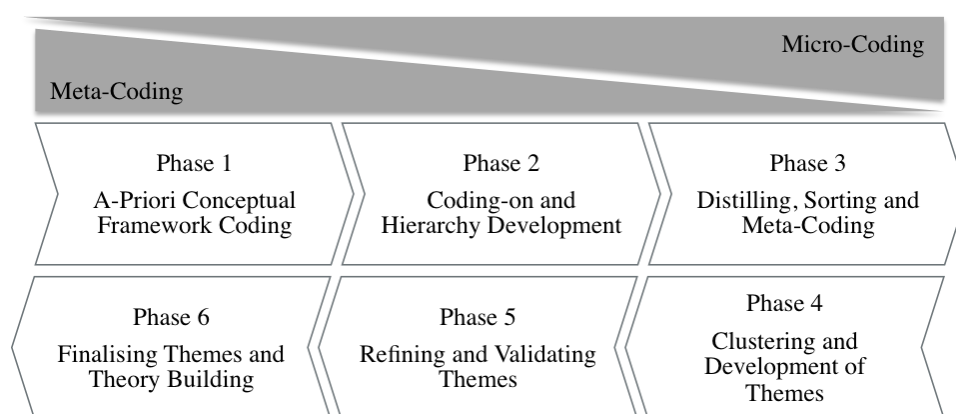 Micro-Coding
Meta-Coding
Phase 1
A-Priori Conceptual
Framework Coding
Phase 2
Coding-on and
Hierarchy Development
Phase 3
Distilling, Sorting and
Meta-Coding
Phase 6
Finalising Themes and
Theory Building
Phase 5
Refining and Validating
Themes
Phase 4
Clustering and
Development of
Themes